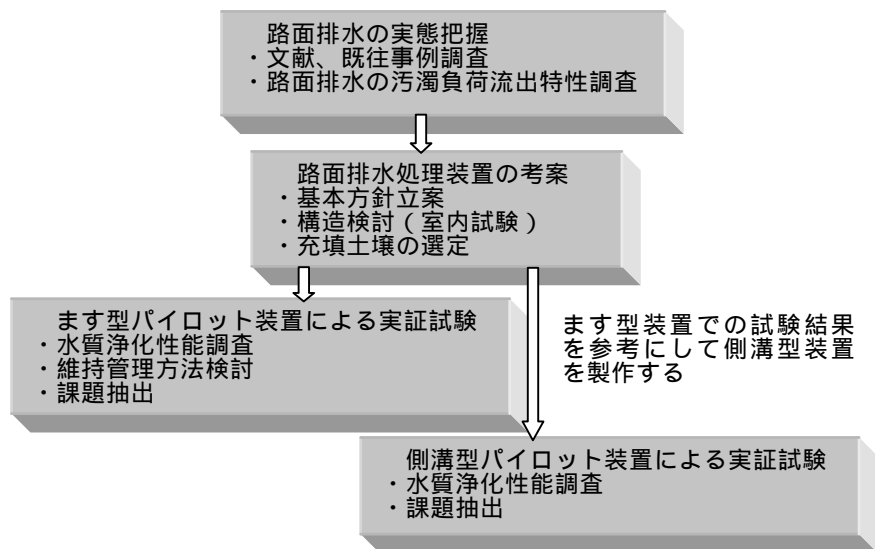 路面排水の実態把握
・文献、既往事例調査
・路面排水の汚濁負荷流出特性調査
路面排水処理装置の考案
・基本方針立案
・構造検討(室内試験)
・充填土壌の選定
ます型パイロット装置による実証試験
・水質浄化性能調査
・維持管理方法検討
・課題抽出
ます型装置での試験結果
を参考にして側溝型装置
を製作する
側溝型パイロット装置による実証試験
・水質浄化性能調査
・課題抽出